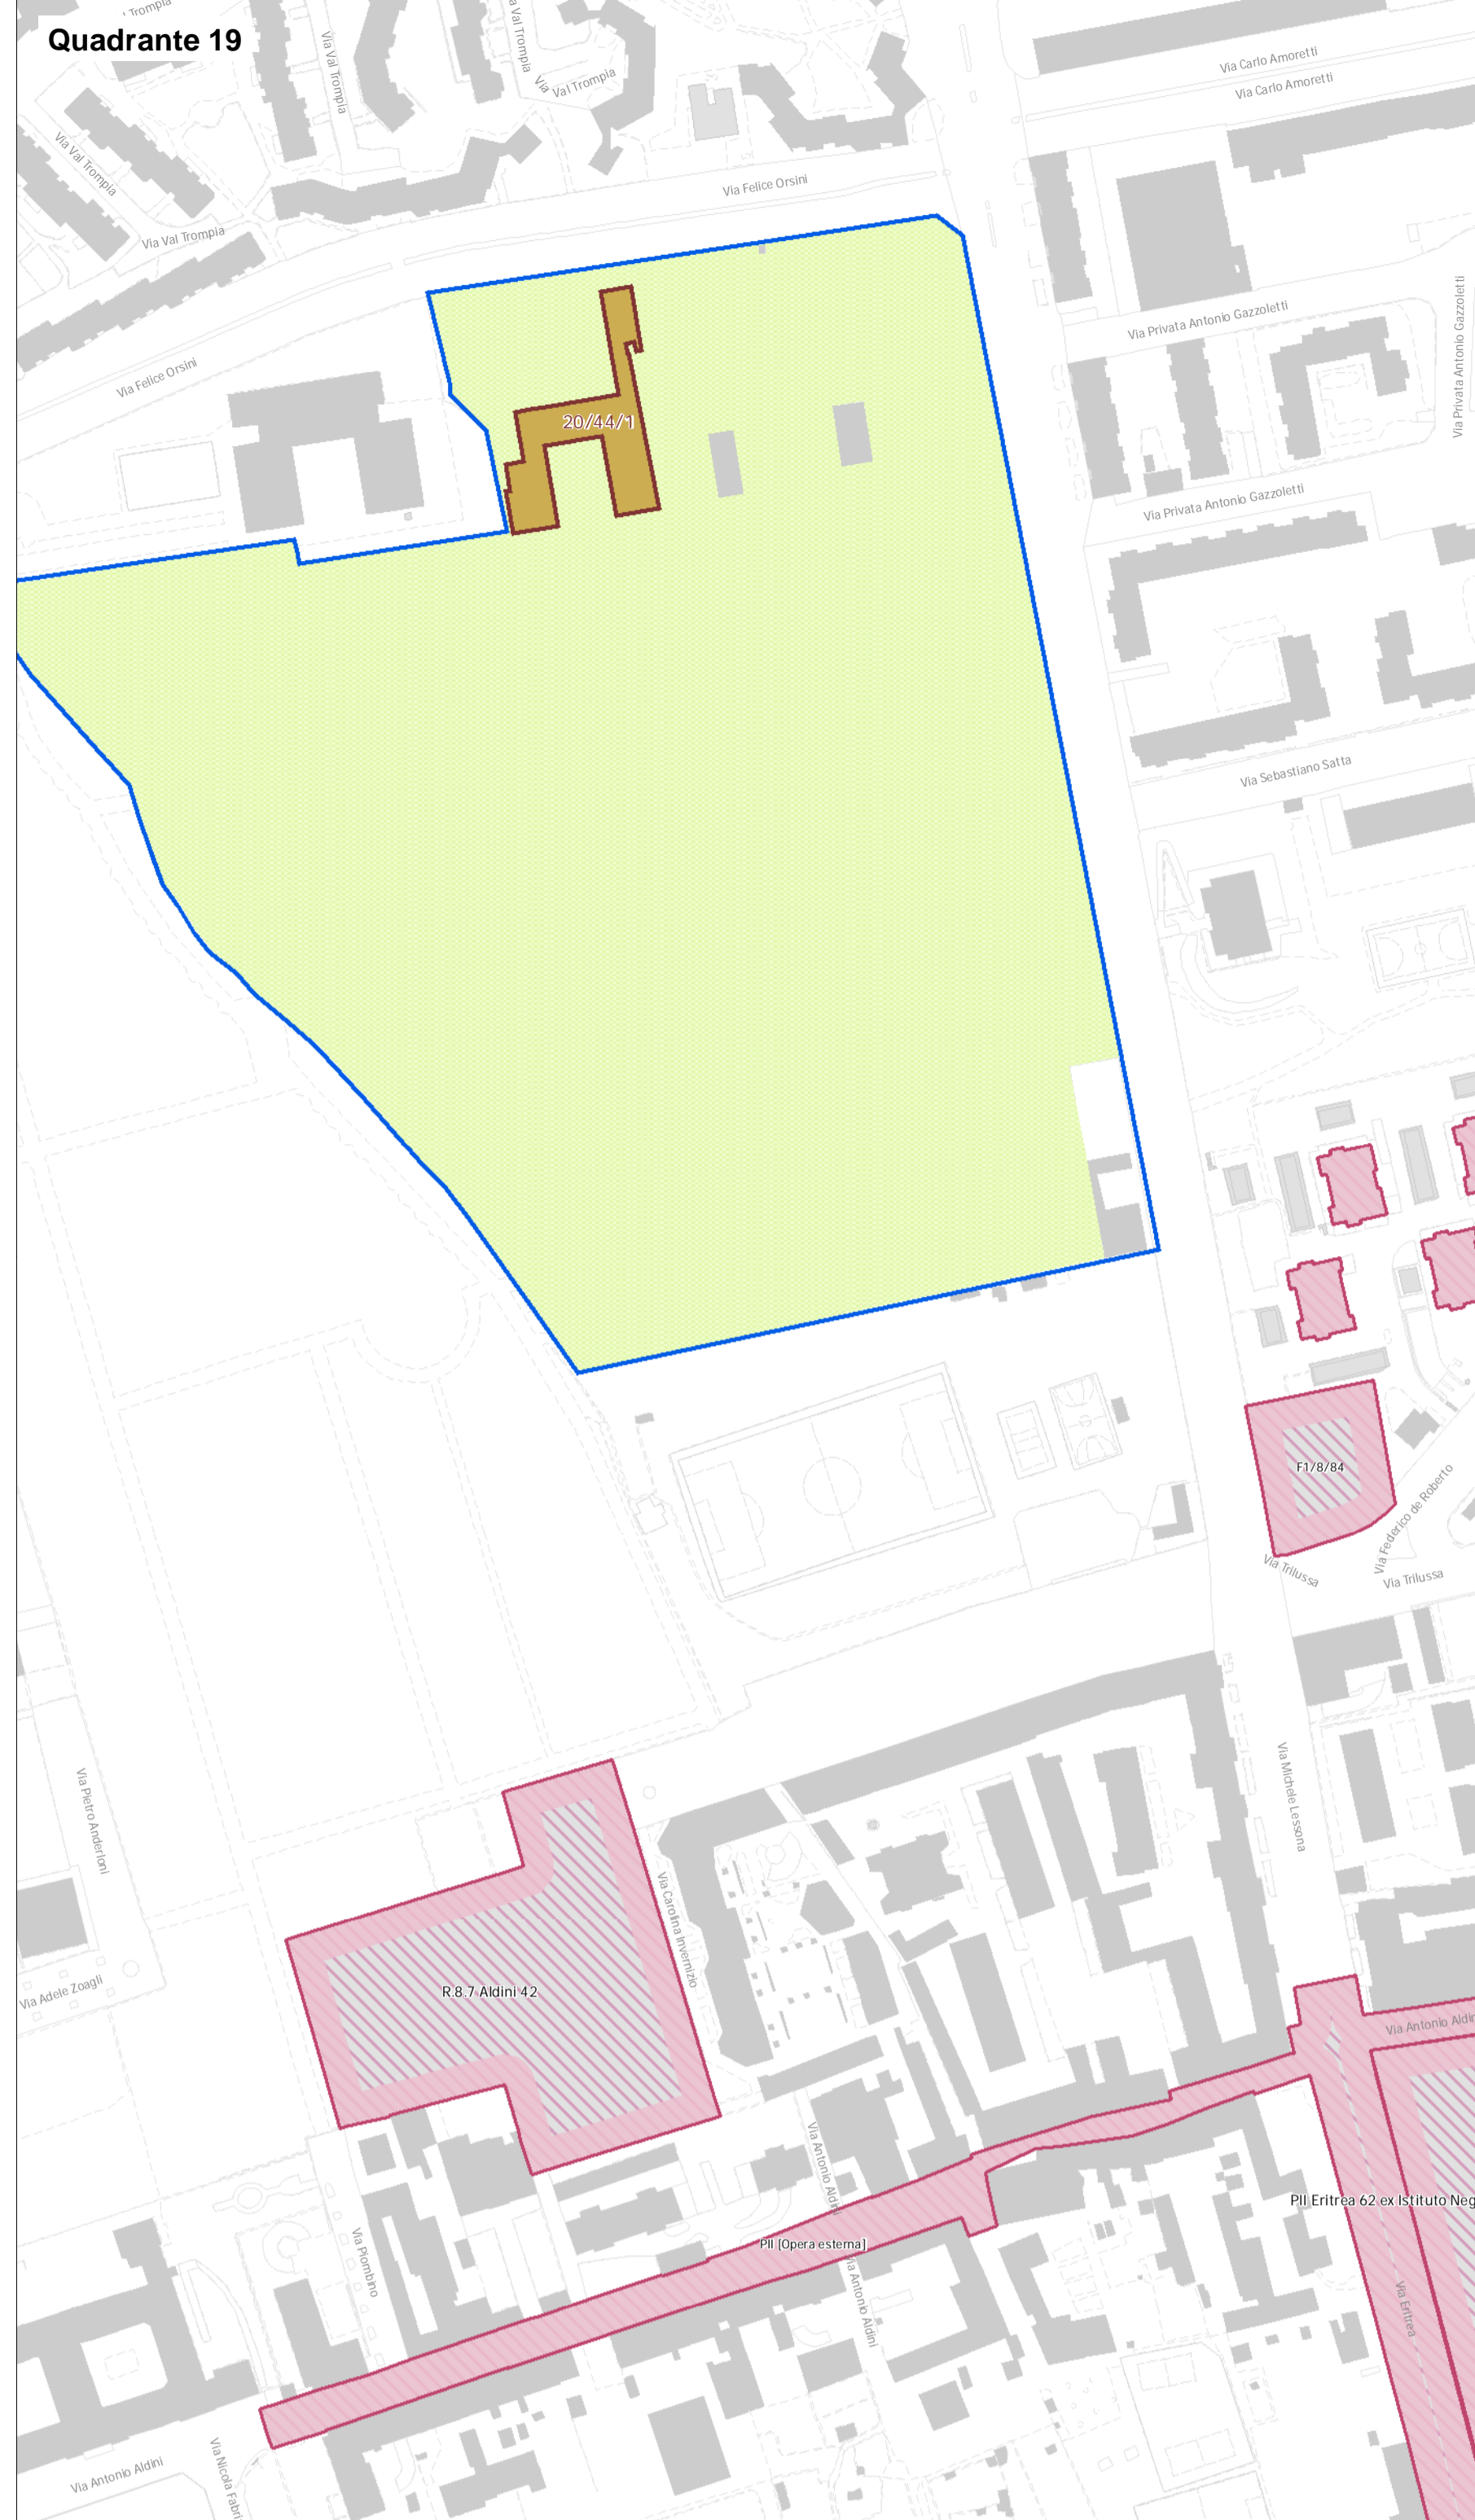 Trompia
Quadrante 19
Via Val Trompia
Via Val Trompia
Via
Val Trompia
Via Carlo Amoretti
Via Carlo Amoretti
Via Val Trompia
Via Felice Orsini
Via Val Trompia
Via Privata Antonio Gazzoletti
Via Privata Antonio Gazzoletti
Via Felice Orsini
20/44/1
Via Privata Antonio Gazzoletti
Via Sebastiano Satta
F1/8/84
Via Federico de Roberto
Via Trilussa
Via Trilussa
Via Pietro Anderloni
Via Michele Lessona
Via Carolina Invernizio
R.8.7 Aldini 42
Via Adele Zoagli
Via Antonio Aldin
Via Antonio Aldini
PII Eritrea 62 ex Istituto Neg
Via Piombino
PII [Opera esterna]
Via Antonio Aldini
Via Eritrea
Via Antonio Aldini
Via Nicola Fabri